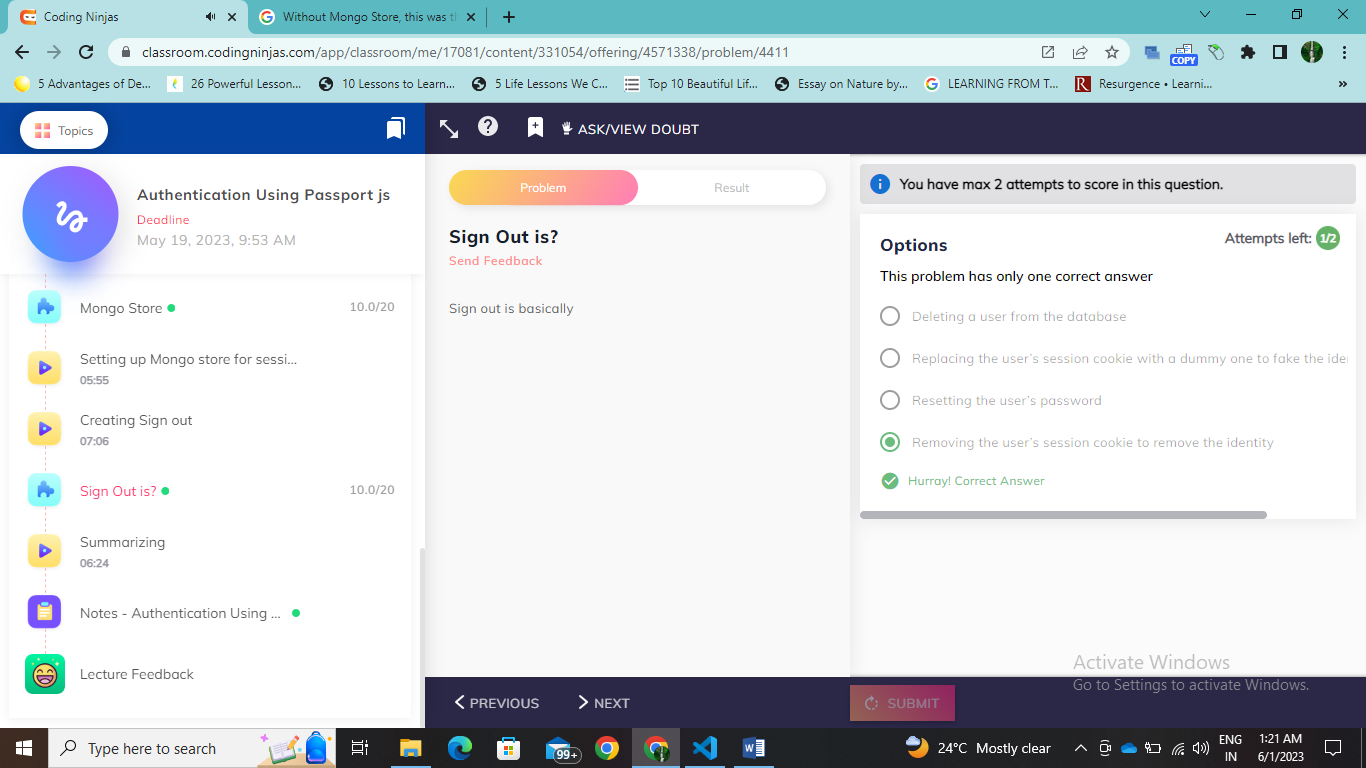 Coding Ninjas
Without Mongo Store, this was th
classroom.codingninjas.com/app/classroom/me/17081/content/331054/offering/4571338/problem/4411
COPY
5 Advantages of De...
26 Powerful Lesson...
10 Lessons to Learn...
5 Life Lessons We C...
Top 10 Beautiful Lif...
Essay on Nature by...
LEARNING FROM T...
Resurgence • Learni...
Topics
ASK/VIEW DOUBT
Authentication Using Passport js
Deadline
May 19, 2023, 9:53 AM
Mongo Store
10.0/20
Setting up Mongo store for sessi...
05:55
Creating Sign out
07:06
Sign Out is?
10.0/20
Summarizing
06:24
Notes - Authentication Using ...
Lecture Feedback
Problem
Result
Sign Out is?
Send Feedback
Sign out is basically
You have max 2 attempts to score in this question.
Options
Attempts left: 1/2
This problem has only one correct answer
Deleting a user from the database
Replacing the user's session cookie with a dummy one to fake the ide
Resetting the user's password
Removing the user's session cookie to remove the identity
Hurray! Correct Answer
Activate Windows
Go to Settings to activate Windows.
PREVIOUS
NEXT
SUBMIT
Type here to search
99+
24°C Mostly clear
ENG
IN
1:21 AM
6/1/2023